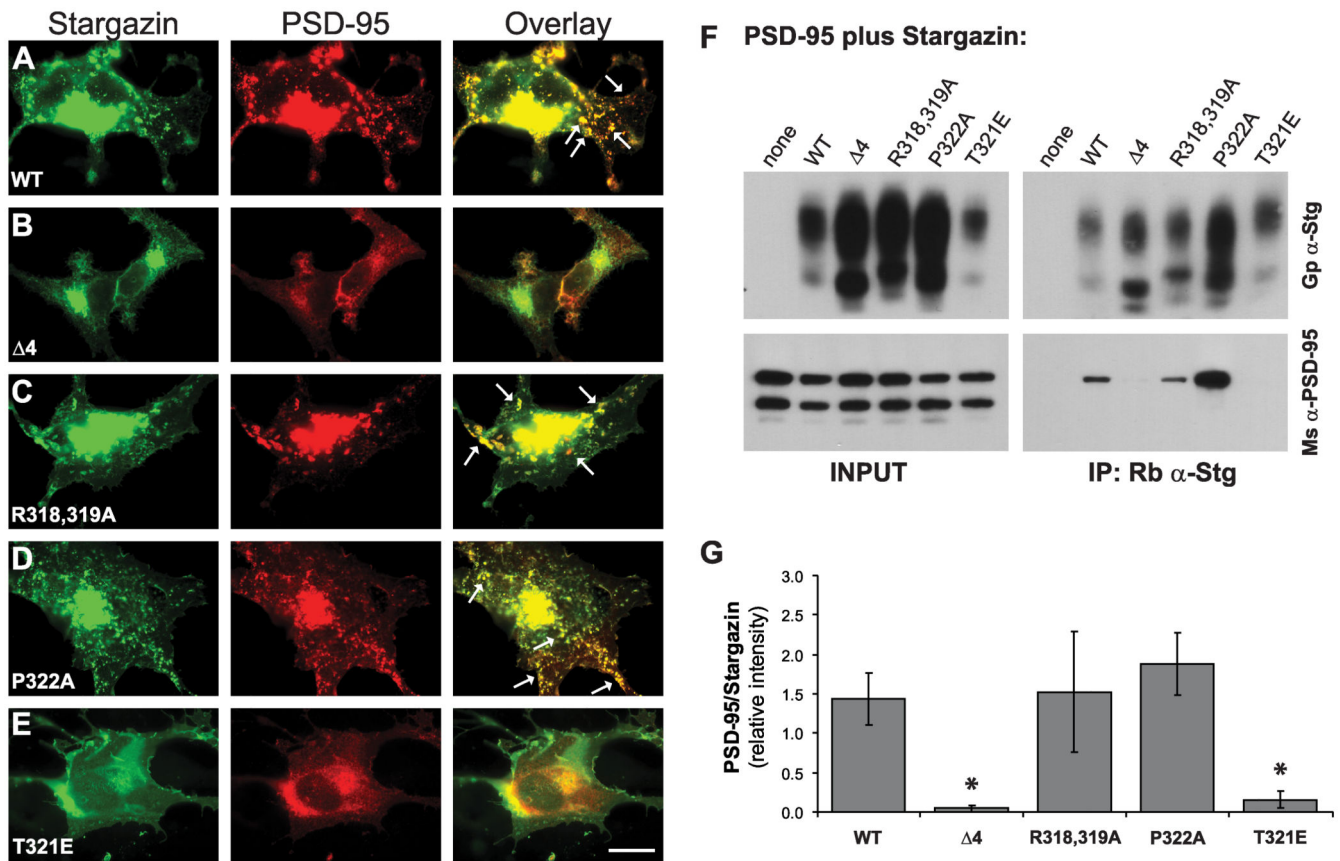 Stargazin PSD-95 Overlay
A
WT
B
Δ4
C
R318,319A
D
P322A
E
T321E
F PSD-95 plus Stargazin:
none WT Δ4 R318,319A P322A T321E
none WT Δ4 R318,319A P322A T321E
Gp α-Stg
Ms α-PSD-95
INPUT IP: Rb α-Stg
G
PSD-95/Stargazin
(relative intensity)
3.0
2.5
2.0
1.5
1.0
0.5
0.0
* *
WT Δ4 R318,319A P322A T321E